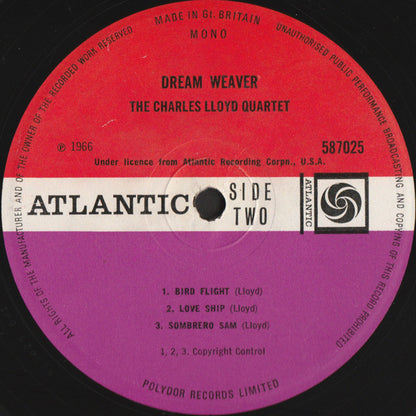 MADE IN Gt. BRITAIN
MONO
ALL RIGHTS OF THE MANUFACTURER AND OF THE OWNER OF THE RECORDED WORK RESERVED
UNAUTHORISED PUBLIC PERFORMANCE BROADCASTING AND COPYING OF THIS RECORD PROHIBITED
DREAM WEAVER
THE CHARLES LLOYD QUARTET
℗ 1966
587025
Under licence from Atlantic Recording Corpn., U.S.A.
ATLANTIC
SIDE
TWO
ATLANTIC
1. BIRD FLIGHT (Lloyd)
2. LOVE SHIP (Lloyd)
3. SOMBRERO SAM (Lloyd)
1, 2, 3. Copyright Control
POLYDOR RECORDS LIMITED